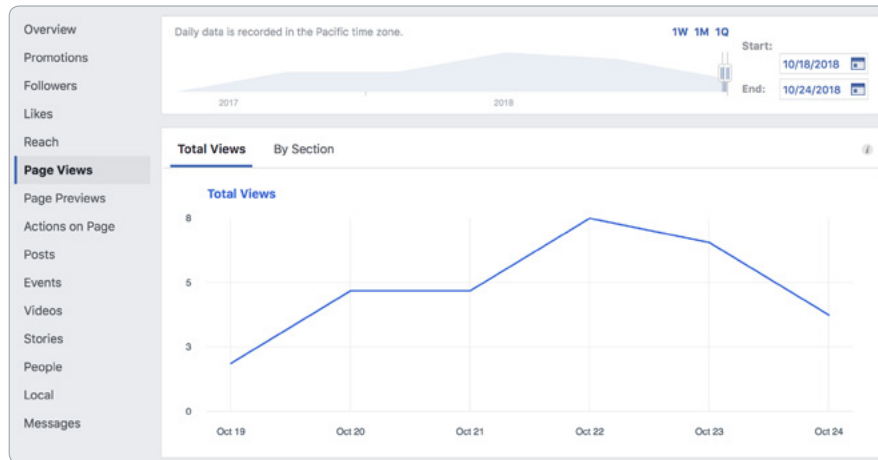 Overview
Promotions
Followers
Likes
Reach
Page Views
Page Previews
Actions on Page
Posts
Events
Videos
Stories
People
Local
Messages
Daily data is recorded in the Pacific time zone.
1W 1M 1Q
Start:
10/18/2018
End:
10/24/2018
2017
2018
Total Views
By Section
i
Total Views
8
5
3
0
Oct 19
Oct 20
Oct 21
Oct 22
Oct 23
Oct 24